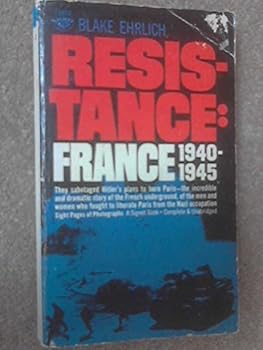 BLAKE EHRLICH
RESIS-
TANCE:
FRANCE 1940-
1945
They sabotaged Hitler's plans to burn Paris—the incredible
and dramatic story of the French underground, of the men and
women who fought to liberate Paris from the Nazi occupation
Eight Pages of Photographs A Signet Book - Complete & Unabridged